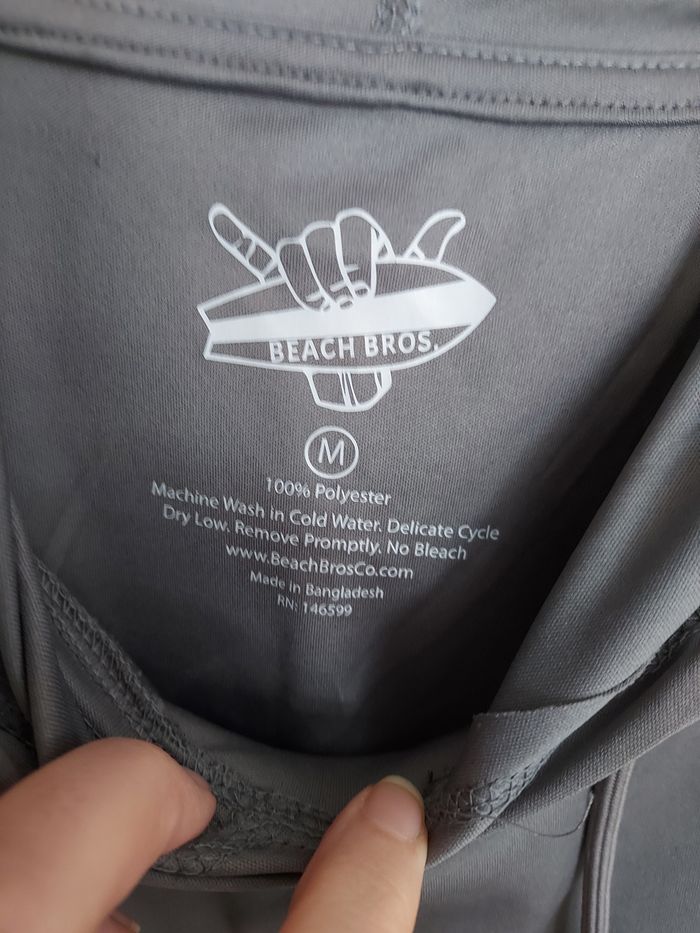 BEACH BROS.
M
100% Polyester
Machine Wash in Cold Water. Delicate Cycle
Dry Low. Remove Promptly. No Bleach
www.BeachBrosCo.com
Made in Bangladesh
RN: 146599